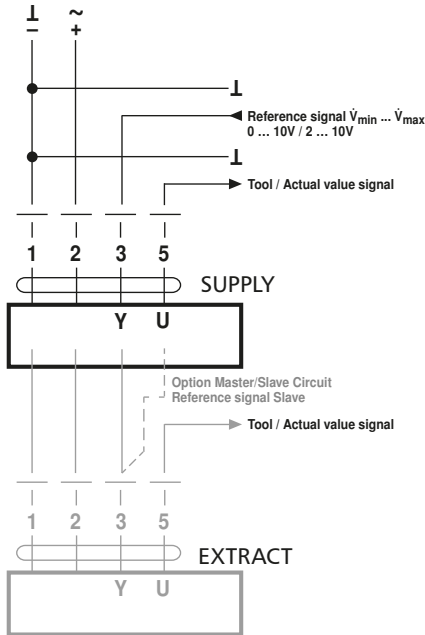 ⊥ ~
− +
⊥
Reference signal V̇min ... V̇max
0 ... 10V / 2 ... 10V
⊥
Tool / Actual value signal
1 2 3 5
SUPPLY
Y U
Option Master/Slave Circuit
Reference signal Slave
Tool / Actual value signal
1 2 3 5
EXTRACT
Y U